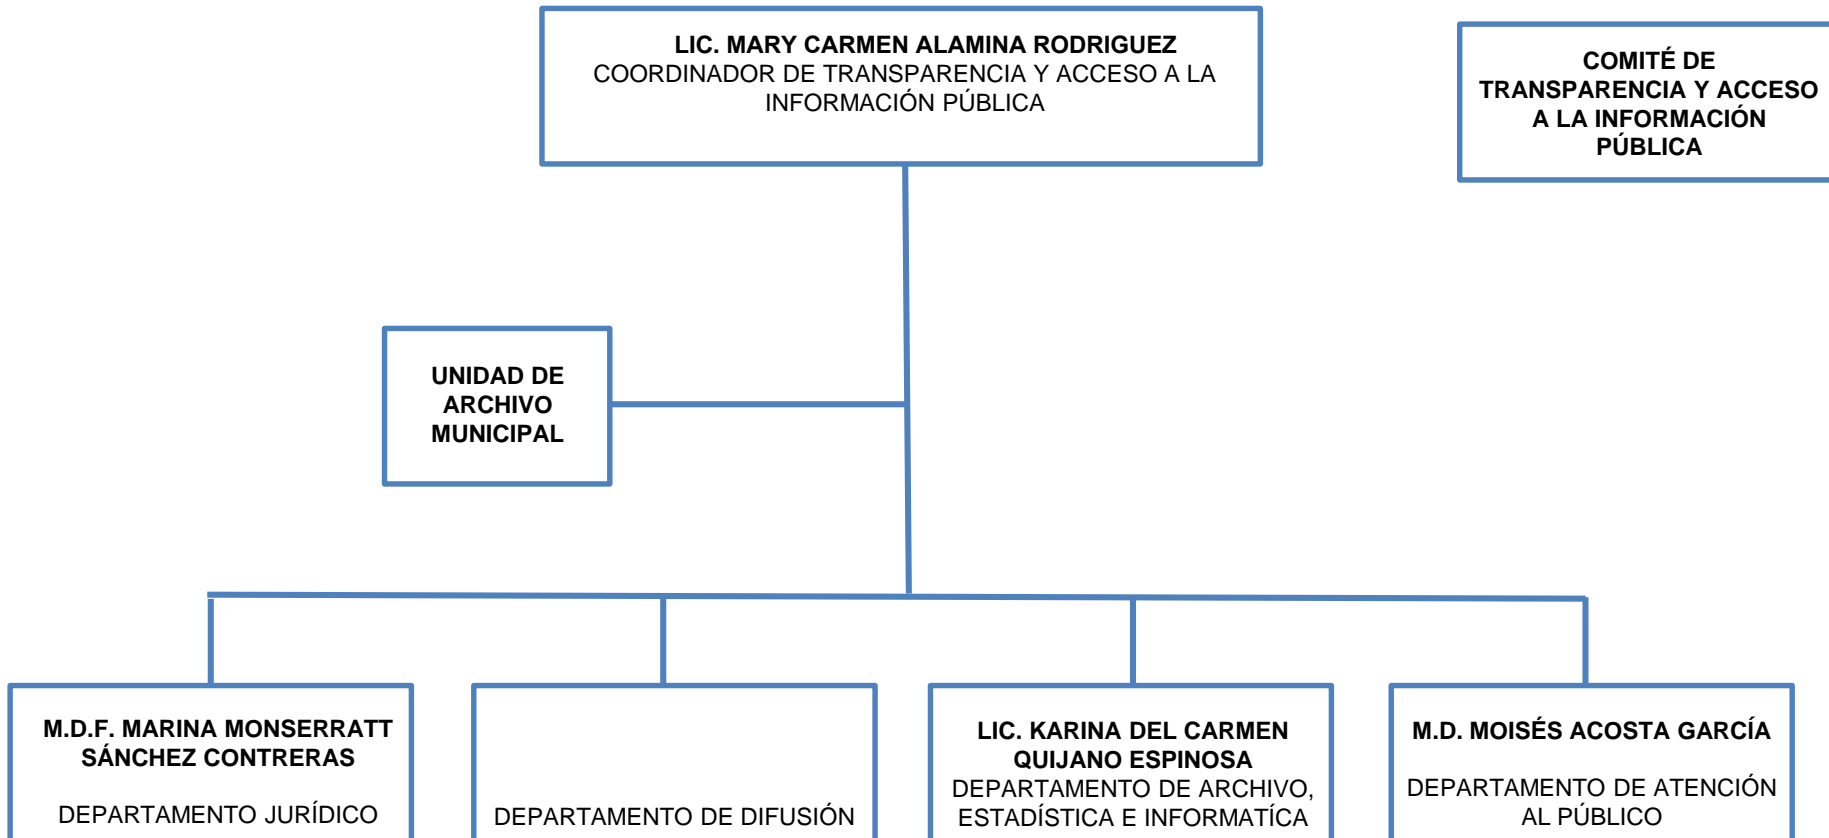 LIC. MARY CARMEN ALAMINA RODRIGUEZ
COORDINADOR DE TRANSPARENCIA Y ACCESO A LA
INFORMACIÓN PÚBLICA
COMITÉ DE
TRANSPARENCIA Y ACCESO
A LA INFORMACIÓN
PÚBLICA
UNIDAD DE
ARCHIVO
MUNICIPAL
M.D.F. MARINA MONSERRATT
SÁNCHEZ CONTRERAS
DEPARTAMENTO JURÍDICO
DEPARTAMENTO DE DIFUSIÓN
LIC. KARINA DEL CARMEN
QUIJANO ESPINOSA
DEPARTAMENTO DE ARCHIVO,
ESTADÍSTICA E INFORMATÍCA
M.D. MOISÉS ACOSTA GARCÍA
DEPARTAMENTO DE ATENCIÓN
AL PÚBLICO